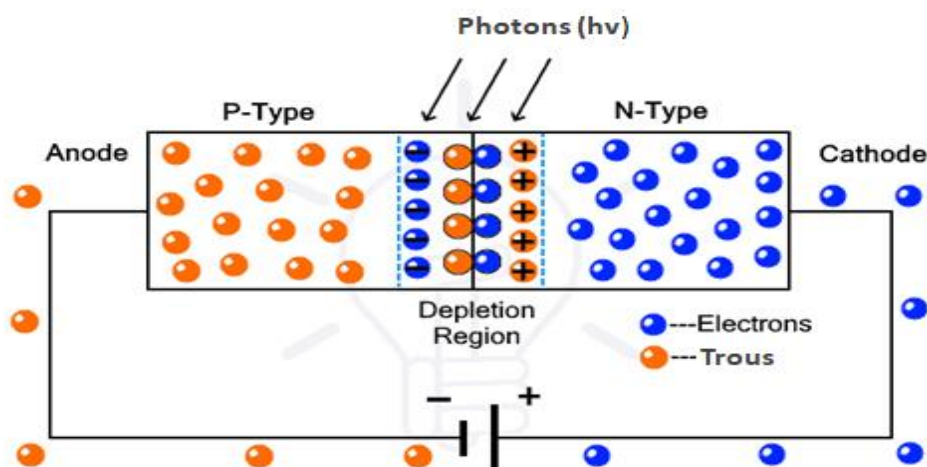 Photons (hv)
P-Type
N-Type
Anode
Cathode
Depletion
Region
---Electrons
--- Trous
− +